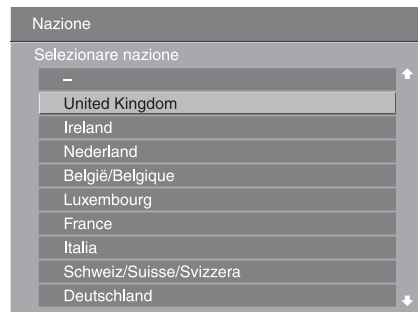 Nazione
Selezionare nazione
–
United Kingdom
Ireland
Nederland
België/Belgique
Luxembourg
France
Italia
Schweiz/Suisse/Svizzera
Deutschland